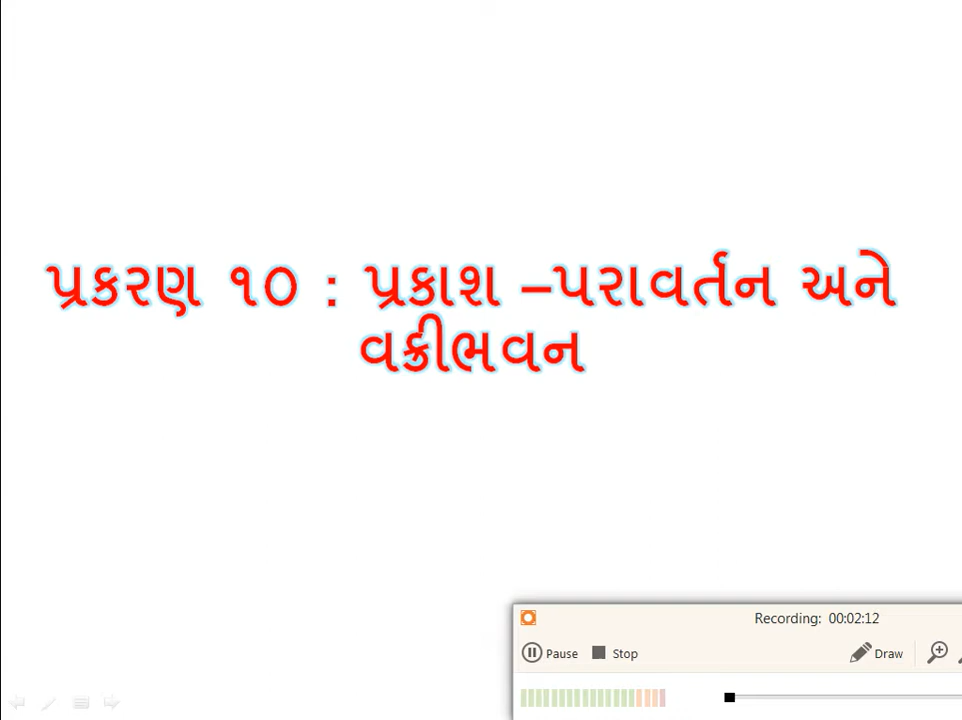 પ્રકરણ ૧૦ : પ્રકાશ –પરાવર્તન અને
વક્રીભવન
Recording: 00:02:12
Pause Stop Draw